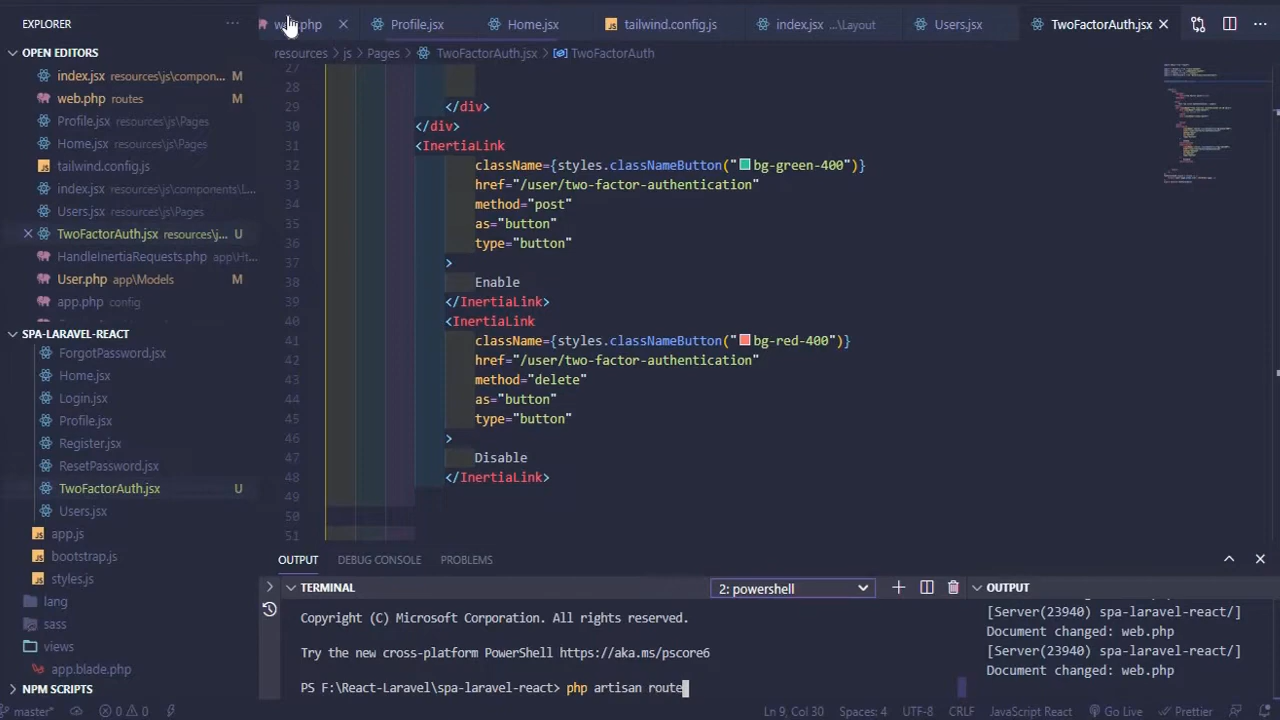 EXPLORER
web.php
Profile.jsx
Home.jsx
tailwind.config.js
index.jsx ...\Layout
Users.jsx
TwoFactorAuth.jsx
OPEN EDITORS
resources > js > Pages > TwoFactorAuth.jsx > TwoFactorAuth
index.jsx resources\js\compon... M
web.php routes M
Profile.jsx resources\js\Pages
Home.jsx resources\js\Pages
tailwind.config.js
index.jsx resources\js\components\L...
Users.jsx resources\js\Pages
TwoFactorAuth.jsx resources\j... U
HandleInertiaRequests.php app\Ht...
User.php app\Models M
app.php config
SPA-LARAVEL-REACT
ForgotPassword.jsx
Home.jsx
Login.jsx
Profile.jsx
Register.jsx
ResetPassword.jsx
TwoFactorAuth.jsx U
Users.jsx
app.js
bootstrap.js
styles.js
lang
sass
views
app.blade.php
NPM SCRIPTS
27
28
29 </div>
30 </div>
31 <InertiaLink
32 className={styles.classNameButton("bg-green-400")}
33 href="/user/two-factor-authentication"
34 method="post"
35 as="button"
36 type="button"
37 >
38 Enable
39 </InertiaLink>
40 <InertiaLink
41 className={styles.classNameButton("bg-red-400")}
42 href="/user/two-factor-authentication"
43 method="delete"
44 as="button"
45 type="button"
46 >
47 Disable
48 </InertiaLink>
49
50
51
OUTPUT DEBUG CONSOLE PROBLEMS
TERMINAL 2: powershell
Copyright (C) Microsoft Corporation. All rights reserved.
Try the new cross-platform PowerShell https://aka.ms/pscore6
PS F:\React-Laravel\spa-laravel-react> php artisan route
OUTPUT
[Server(23940) spa-laravel-react/]
Document changed: web.php
[Server(23940) spa-laravel-react/]
Document changed: web.php
master* 0 0 Ln 9, Col 30 Spaces: 4 UTF-8 CRLF JavaScript React Go Live Prettier